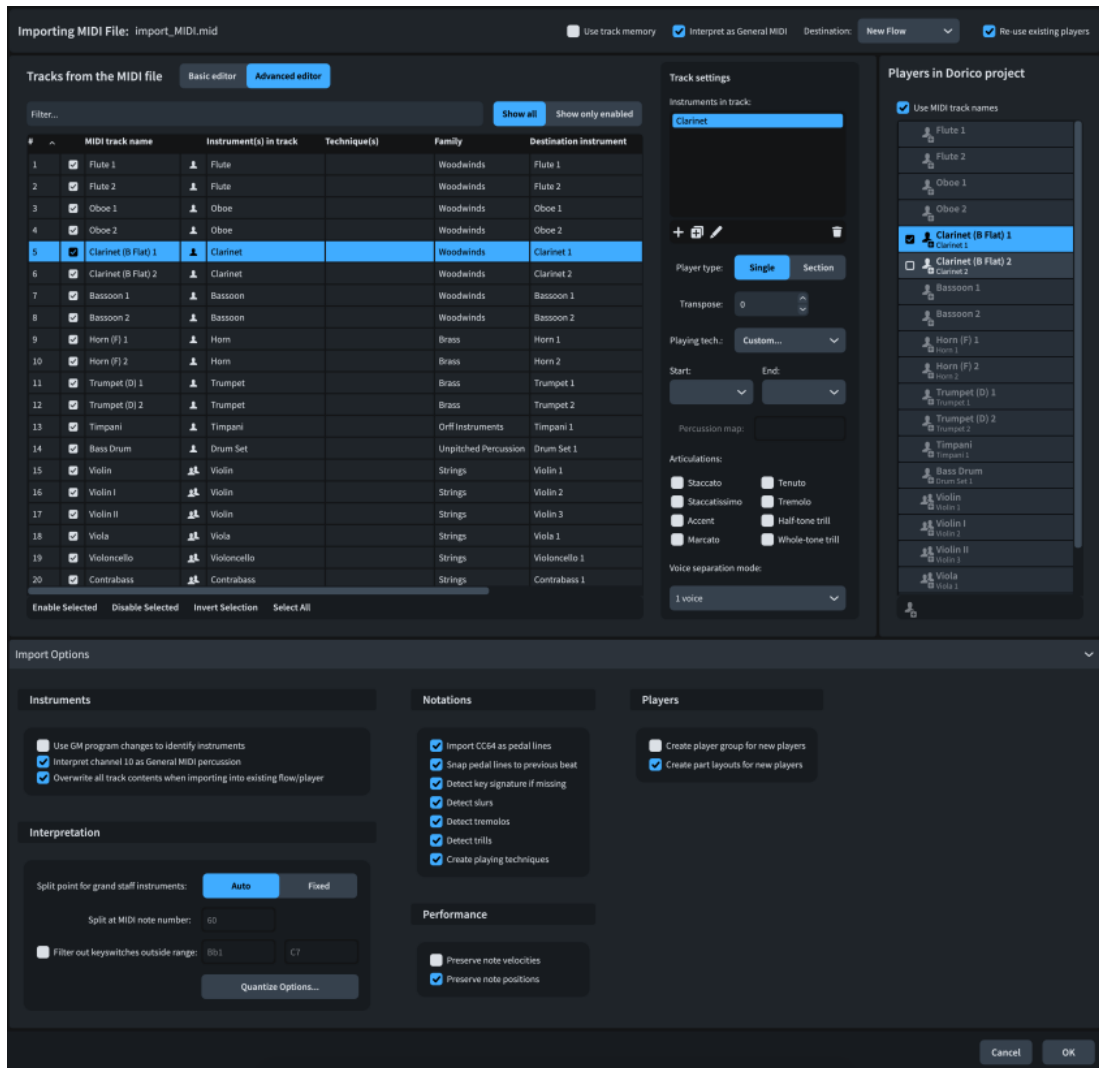 Importing MIDI File: import_MIDI.mid
Use track memory
Interpret as General MIDI
Destination: New Flow
Re-use existing players
Tracks from the MIDI file
Basic editor Advanced editor
Filter...
Show all Show only enabled
# MIDI track name Instrument(s) in track Technique(s) Family Destination instrument
1 Flute 1 Flute Woodwinds Flute 1
2 Flute 2 Flute Woodwinds Flute 2
3 Oboe 1 Oboe Woodwinds Oboe 1
4 Oboe 2 Oboe Woodwinds Oboe 2
5 Clarinet (B Flat) 1 Clarinet Woodwinds Clarinet 1
6 Clarinet (B Flat) 2 Clarinet Woodwinds Clarinet 2
7 Bassoon 1 Bassoon Woodwinds Bassoon 1
8 Bassoon 2 Bassoon Woodwinds Bassoon 2
9 Horn (F) 1 Horn Brass Horn 1
10 Horn (F) 2 Horn Brass Horn 2
11 Trumpet (D) 1 Trumpet Brass Trumpet 1
12 Trumpet (D) 2 Trumpet Brass Trumpet 2
13 Timpani Timpani Orff Instruments Timpani 1
14 Bass Drum Drum Set Unpitched Percussion Drum Set 1
15 Violin Violin Strings Violin 1
16 Violin I Violin Strings Violin 2
17 Violin II Violin Strings Violin 3
18 Viola Viola Strings Viola 1
19 Violoncello Violoncello Strings Violoncello 1
20 Contrabass Contrabass Strings Contrabass 1
Enable Selected Disable Selected Invert Selection Select All
Track settings
Instruments in track:
Clarinet
Player type: Single Section
Transpose: 0
Playing tech.: Custom...
Start: End:
Percussion map:
Articulations:
Staccato Tenuto
Staccatissimo Tremolo
Accent Half-tone trill
Marcato Whole-tone trill
Voice separation mode:
1 voice
Players in Dorico project
Use MIDI track names
Flute 1
Flute 2
Oboe 1
Oboe 2
Clarinet (B Flat) 1
Clarinet 1
Clarinet (B Flat) 2
Clarinet 2
Bassoon 1
Bassoon 2
Horn (F) 1
Horn 1
Horn (F) 2
Horn 2
Trumpet (D) 1
Trumpet 1
Trumpet (D) 2
Trumpet 2
Timpani
Timpani 1
Bass Drum
Drum Set 1
Violin
Violin 1
Violin I
Violin 2
Violin II
Violin 3
Viola
Viola 1
Import Options
Instruments
Use GM program changes to identify instruments
Interpret channel 10 as General MIDI percussion
Overwrite all track contents when importing into existing flow/player
Interpretation
Split point for grand staff instruments: Auto Fixed
Split at MIDI note number: 60
Filter out keyswitches outside range: Bb1 C7
Quantize Options...
Notations
Import CC64 as pedal lines
Snap pedal lines to previous beat
Detect key signature if missing
Detect slurs
Detect tremolos
Detect trills
Create playing techniques
Performance
Preserve note velocities
Preserve note positions
Players
Create player group for new players
Create part layouts for new players
Cancel OK